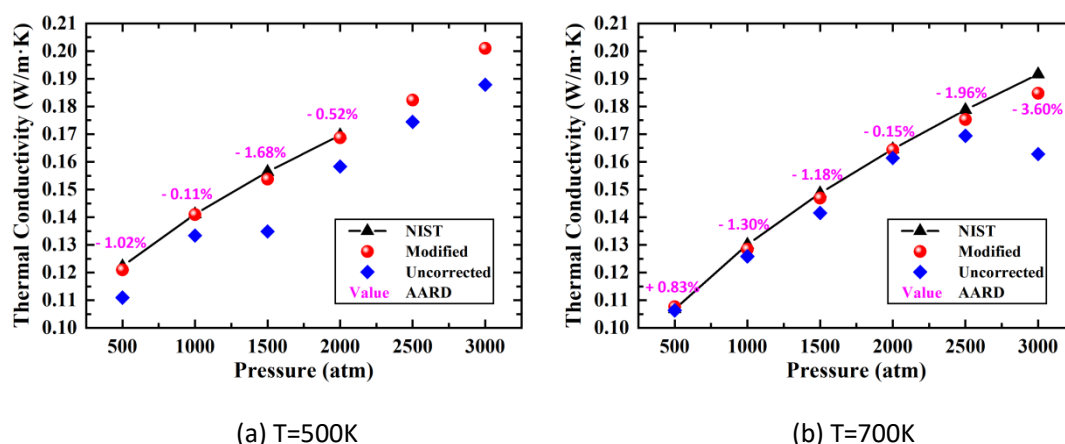 Thermal Conductivity (W/m·K)
0.21
0.20
0.19
0.18
0.17
0.16
0.15
0.14
0.13
0.12
0.11
0.10
- 1.02%
- 0.11%
- 1.68%
- 0.52%
NIST
Modified
Uncorrected
Value AARD
500 1000 1500 2000 2500 3000
Pressure (atm)
(a) T=500K
Thermal Conductivity (W/m·K)
0.21
0.20
0.19
0.18
0.17
0.16
0.15
0.14
0.13
0.12
0.11
0.10
+ 0.83%
- 1.30%
- 1.18%
- 0.15%
- 1.96%
- 3.60%
NIST
Modified
Uncorrected
Value AARD
500 1000 1500 2000 2500 3000
Pressure (atm)
(b) T=700K